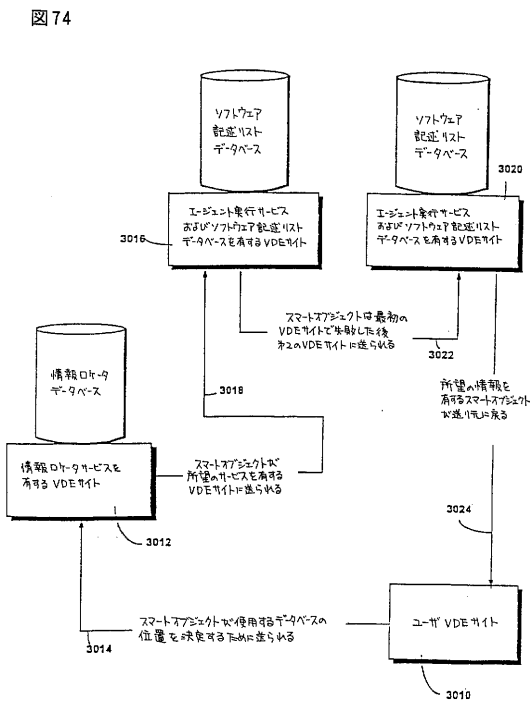 図74
ソフトウェア
記述リスト
データベース
ソフトウェア
記述リスト
データベース
3020
エージェント実行サービス
およびソフトウェア記述リスト
データベースを有するVDEサイト
3016
エージェント実行サービス
およびソフトウェア記述リスト
データベースを有するVDEサイト
スマートオブジェクトは最初の
VDEサイトで失敗した後
第2のVDEサイトに送られる
3022
情報ロケータ
データベース
3018
所望の情報を
有するスマートオブジェクト
が送り元に戻る
情報ロケータサービスを
有するVDEサイト
スマートオブジェクトが
所望のサービスを有する
VDEサイトに送られる
3012
3024
スマートオブジェクトが使用するデータベースの
位置を決定するために送られる
3014
ユーザVDEサイト
3010